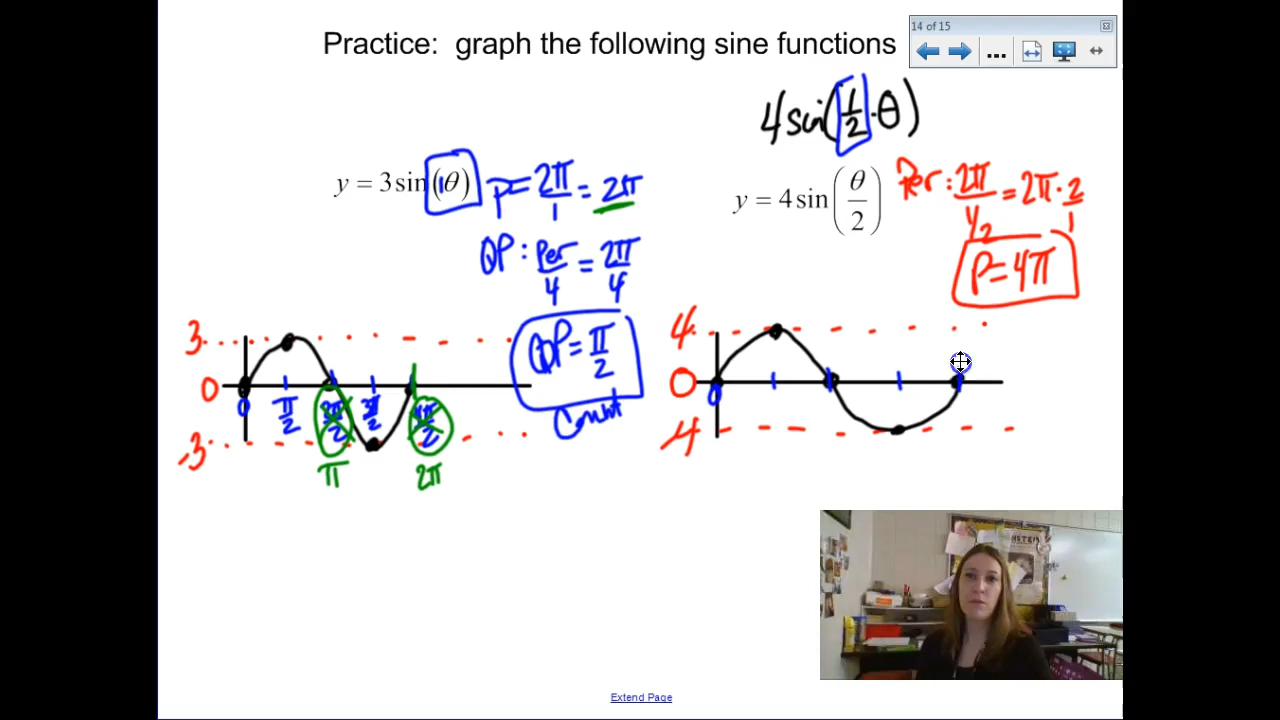 14 of 15
Practice: graph the following sine functions
4sin(1/2·θ)
y = 3sin(1θ)
P = 2π/1 = 2π
QP: Per/4 = 2π/4
QP = π/2
Count
3
0
-3
0 π/2 2π/2 3π/2 4π/2
π 2π
y = 4sin(θ/2)
Per: 2π/1/2 = 2π·2/1
P = 4π
4
0
-4
0
Extend Page